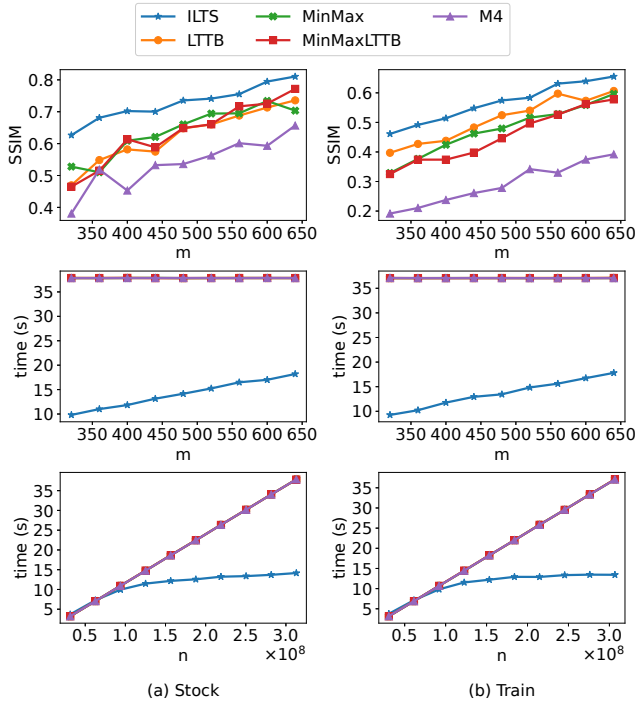 ILTS MinMax M4
LTTB MinMaxLTTB
0.8
0.7
0.6
0.5
0.4
SSIM
350 400 450 500 550 600 650
m
0.6
0.5
0.4
0.3
0.2
SSIM
350 400 450 500 550 600 650
m
35
30
25
20
15
10
time (s)
350 400 450 500 550 600 650
m
35
30
25
20
15
10
time (s)
350 400 450 500 550 600 650
m
35
30
25
20
15
10
5
time (s)
0.5 1.0 1.5 2.0 2.5 3.0
n ×10⁸
35
30
25
20
15
10
5
time (s)
0.5 1.0 1.5 2.0 2.5 3.0
n ×10⁸
(a) Stock (b) Train